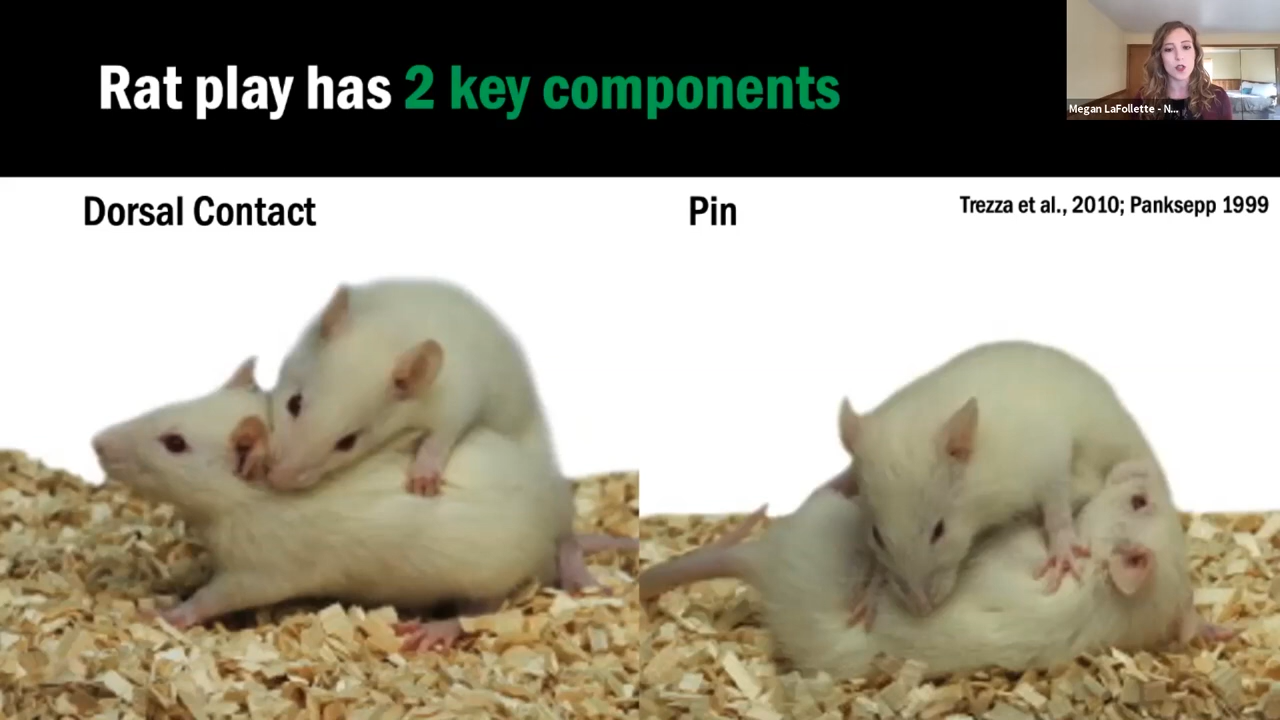 Rat play has 2 key components
Megan LaFollette - N...
Dorsal Contact
Pin
Trezza et al., 2010; Panksepp 1999